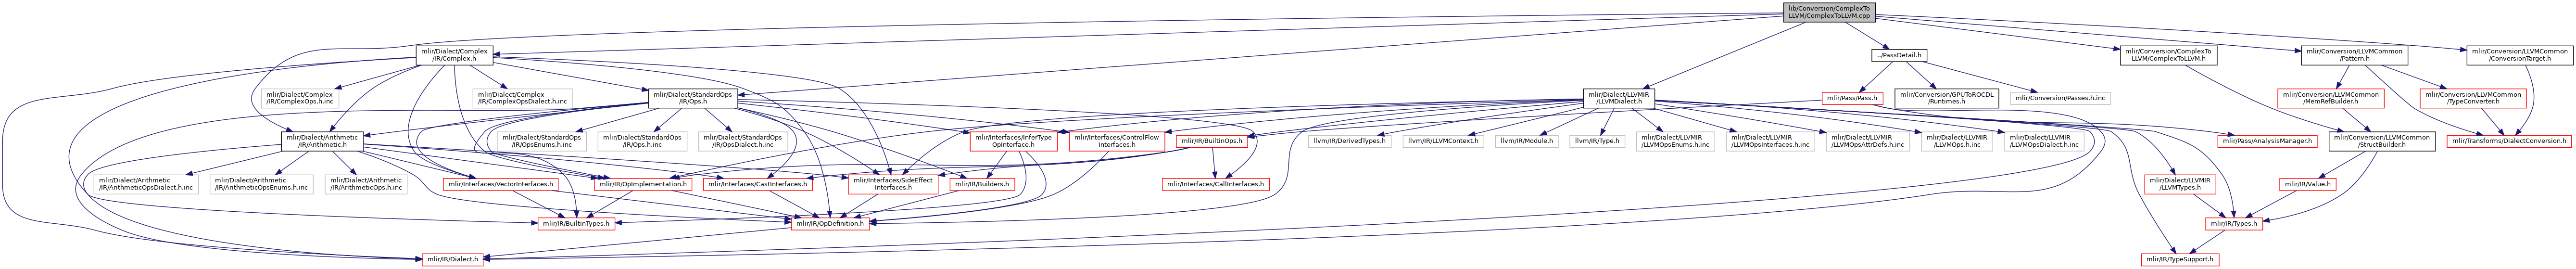 lib/Conversion/ComplexTo
LLVM/ComplexToLLVM.cpp
mlir/Dialect/Complex
/IR/Complex.h
../PassDetail.h
mlir/Conversion/ComplexTo
LLVM/ComplexToLLVM.h
mlir/Conversion/LLVMCommon
/Pattern.h
mlir/Conversion/LLVMCommon
/ConversionTarget.h
mlir/Dialect/Complex
/IR/ComplexOps.h.inc
mlir/Dialect/Complex
/IR/ComplexOpsDialect.h.inc
mlir/Dialect/StandardOps
/IR/Ops.h
mlir/Dialect/LLVMIR
/LLVMDialect.h
mlir/Pass/Pass.h
mlir/Conversion/GPUToROCDL
/Runtimes.h
mlir/Conversion/Passes.h.inc
mlir/Conversion/LLVMCommon
/MemRefBuilder.h
mlir/Conversion/LLVMCommon
/TypeConverter.h
mlir/Dialect/Arithmetic
/IR/Arithmetic.h
mlir/Dialect/StandardOps
/IR/OpsEnums.h.inc
mlir/Dialect/StandardOps
/IR/Ops.h.inc
mlir/Dialect/StandardOps
/IR/OpsDialect.h.inc
mlir/Interfaces/InferType
OpInterface.h
mlir/Interfaces/ControlFlow
Interfaces.h
mlir/IR/BuiltinOps.h
llvm/IR/DerivedTypes.h
llvm/IR/LLVMContext.h
llvm/IR/Module.h
llvm/IR/Type.h
mlir/Dialect/LLVMIR
/LLVMOpsEnums.h.inc
mlir/Dialect/LLVMIR
/LLVMOpsInterfaces.h.inc
mlir/Dialect/LLVMIR
/LLVMOpsAttrDefs.h.inc
mlir/Dialect/LLVMIR
/LLVMOps.h.inc
mlir/Dialect/LLVMIR
/LLVMOpsDialect.h.inc
mlir/Pass/AnalysisManager.h
mlir/Conversion/LLVMCommon
/StructBuilder.h
mlir/Transforms/DialectConversion.h
mlir/Dialect/Arithmetic
/IR/ArithmeticOpsDialect.h.inc
mlir/Dialect/Arithmetic
/IR/ArithmeticOpsEnums.h.inc
mlir/Dialect/Arithmetic
/IR/ArithmeticOps.h.inc
mlir/Interfaces/VectorInterfaces.h
mlir/IR/OpImplementation.h
mlir/Interfaces/CastInterfaces.h
mlir/Interfaces/SideEffect
Interfaces.h
mlir/IR/Builders.h
mlir/Interfaces/CallInterfaces.h
mlir/Dialect/LLVMIR
/LLVMTypes.h
mlir/IR/Value.h
mlir/IR/BuiltinTypes.h
mlir/IR/OpDefinition.h
mlir/IR/Types.h
mlir/IR/Dialect.h
mlir/IR/TypeSupport.h